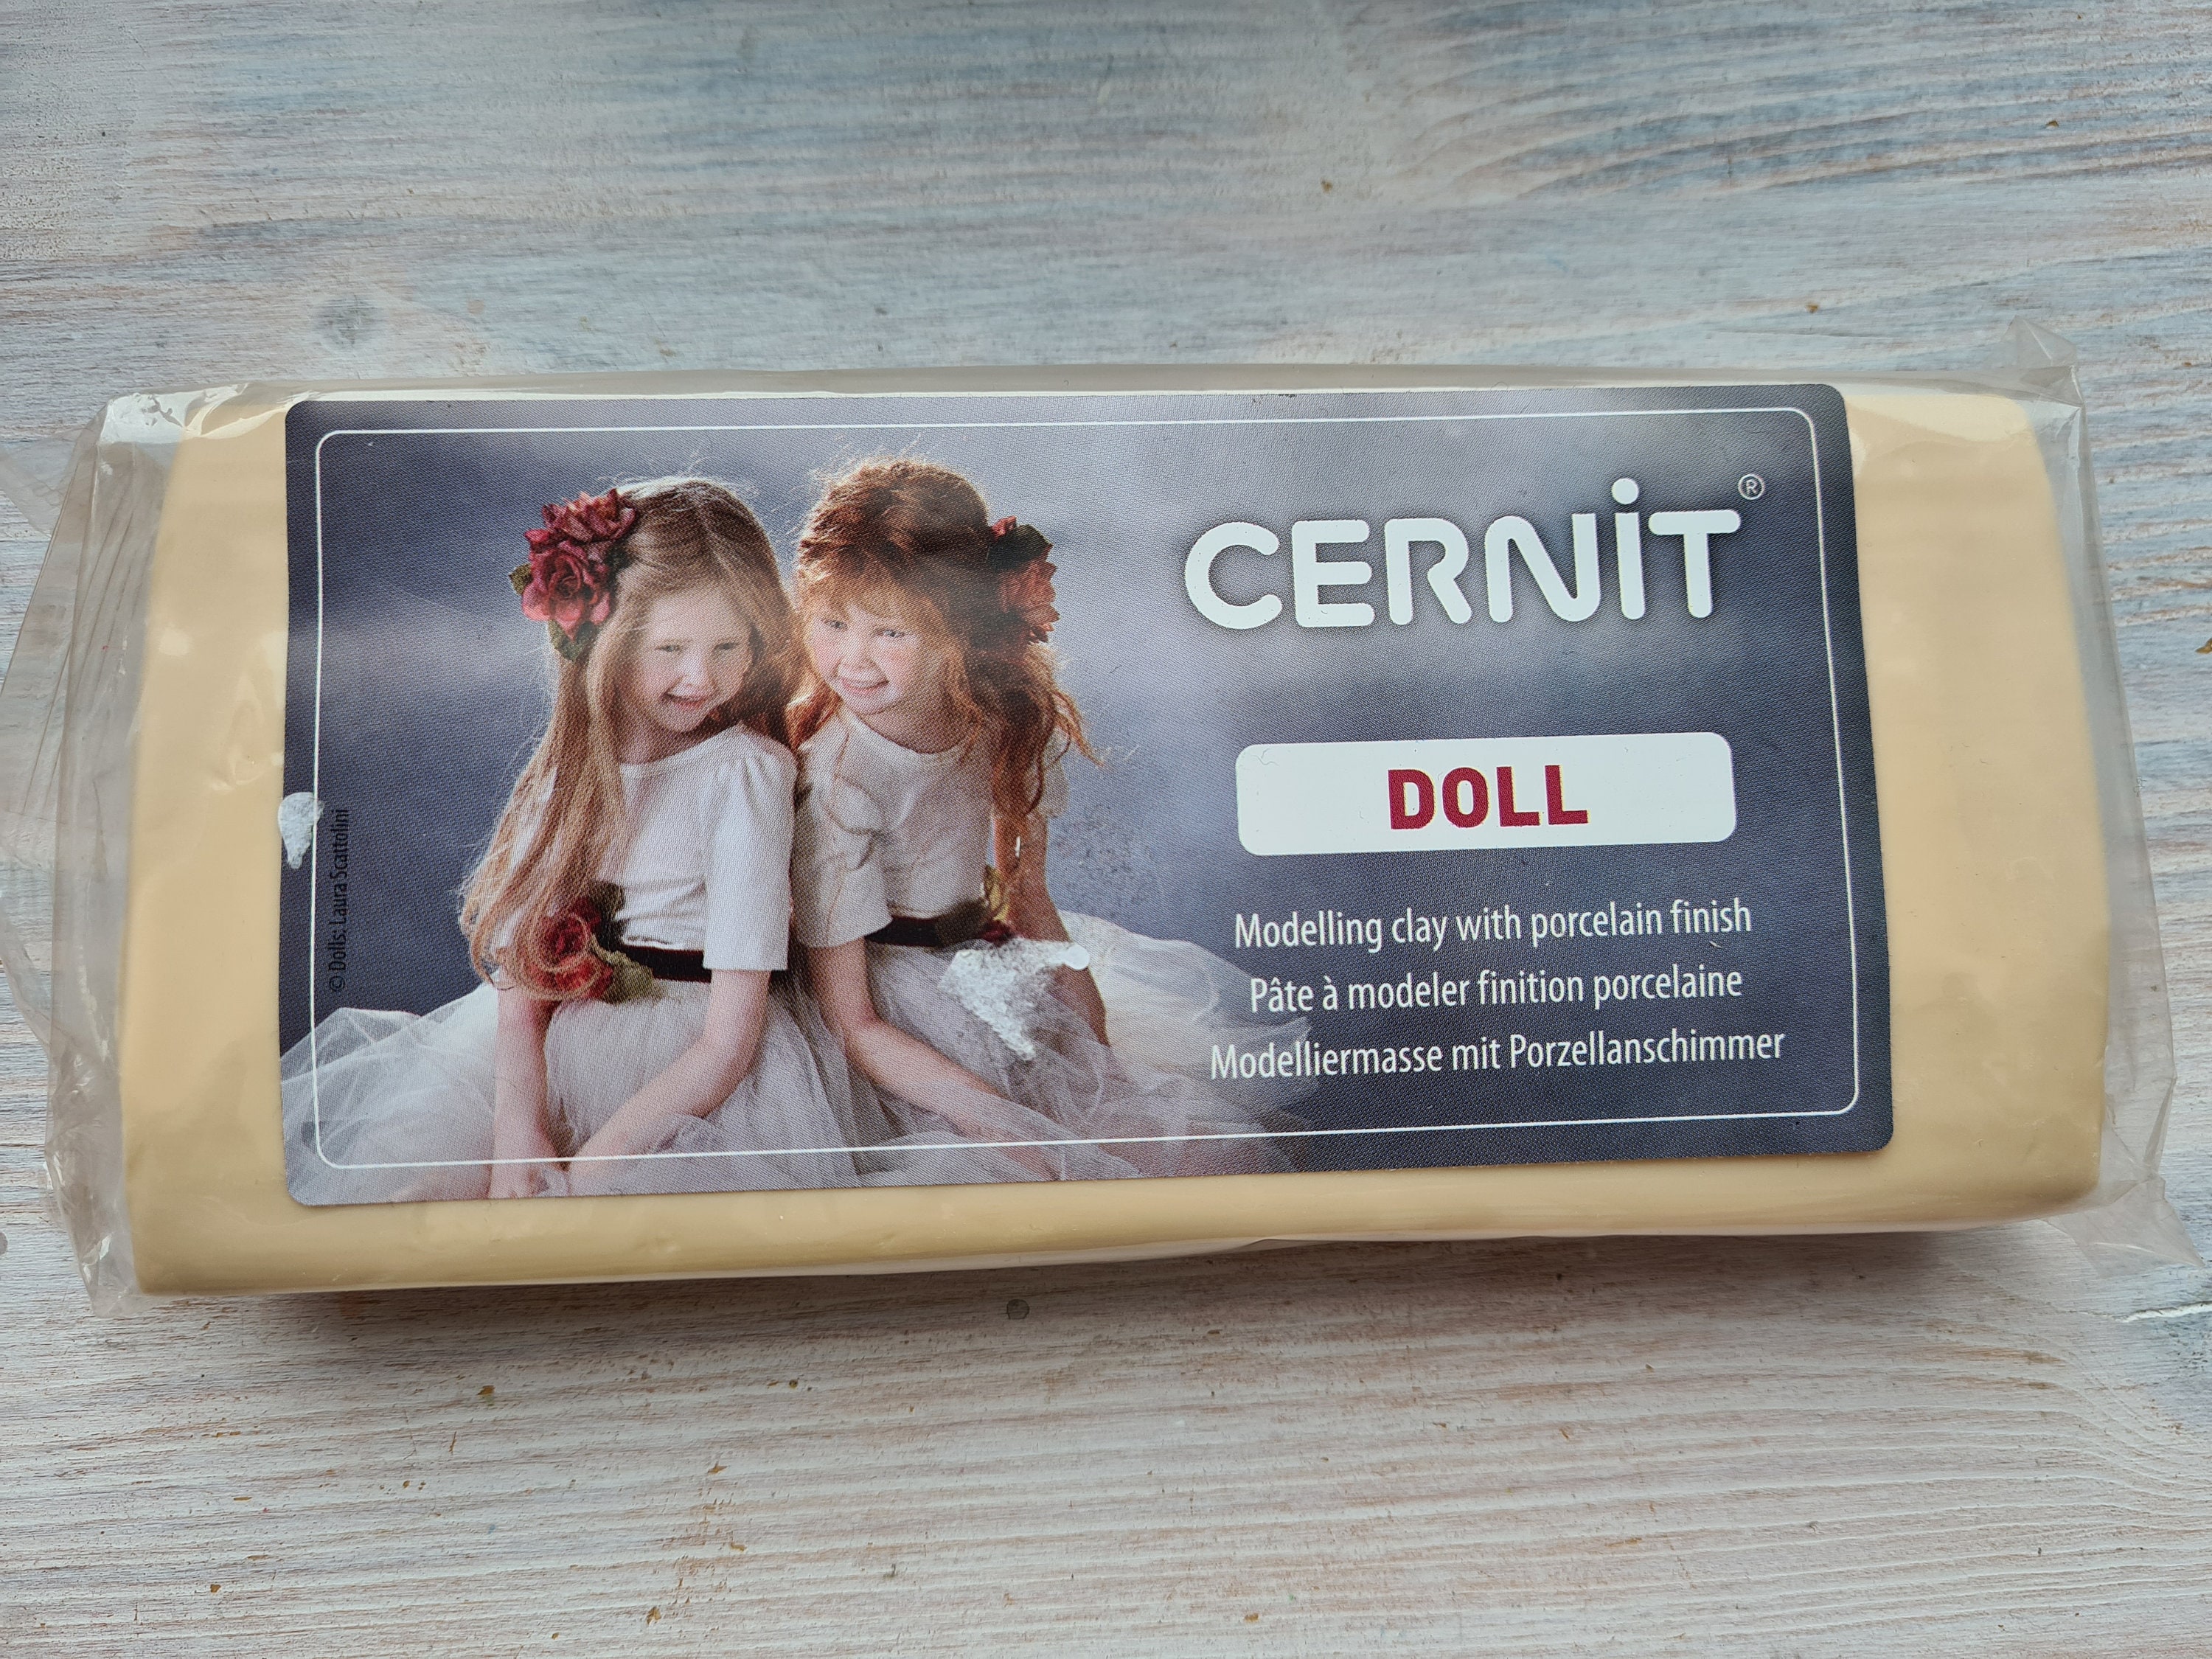 CERNiT®
DOLL
Modelling clay with porcelain finish
Pâte à modeler finition porcelaine
Modelliermasse mit Porzellanschimmer
© Dolls: Laura Scattolini